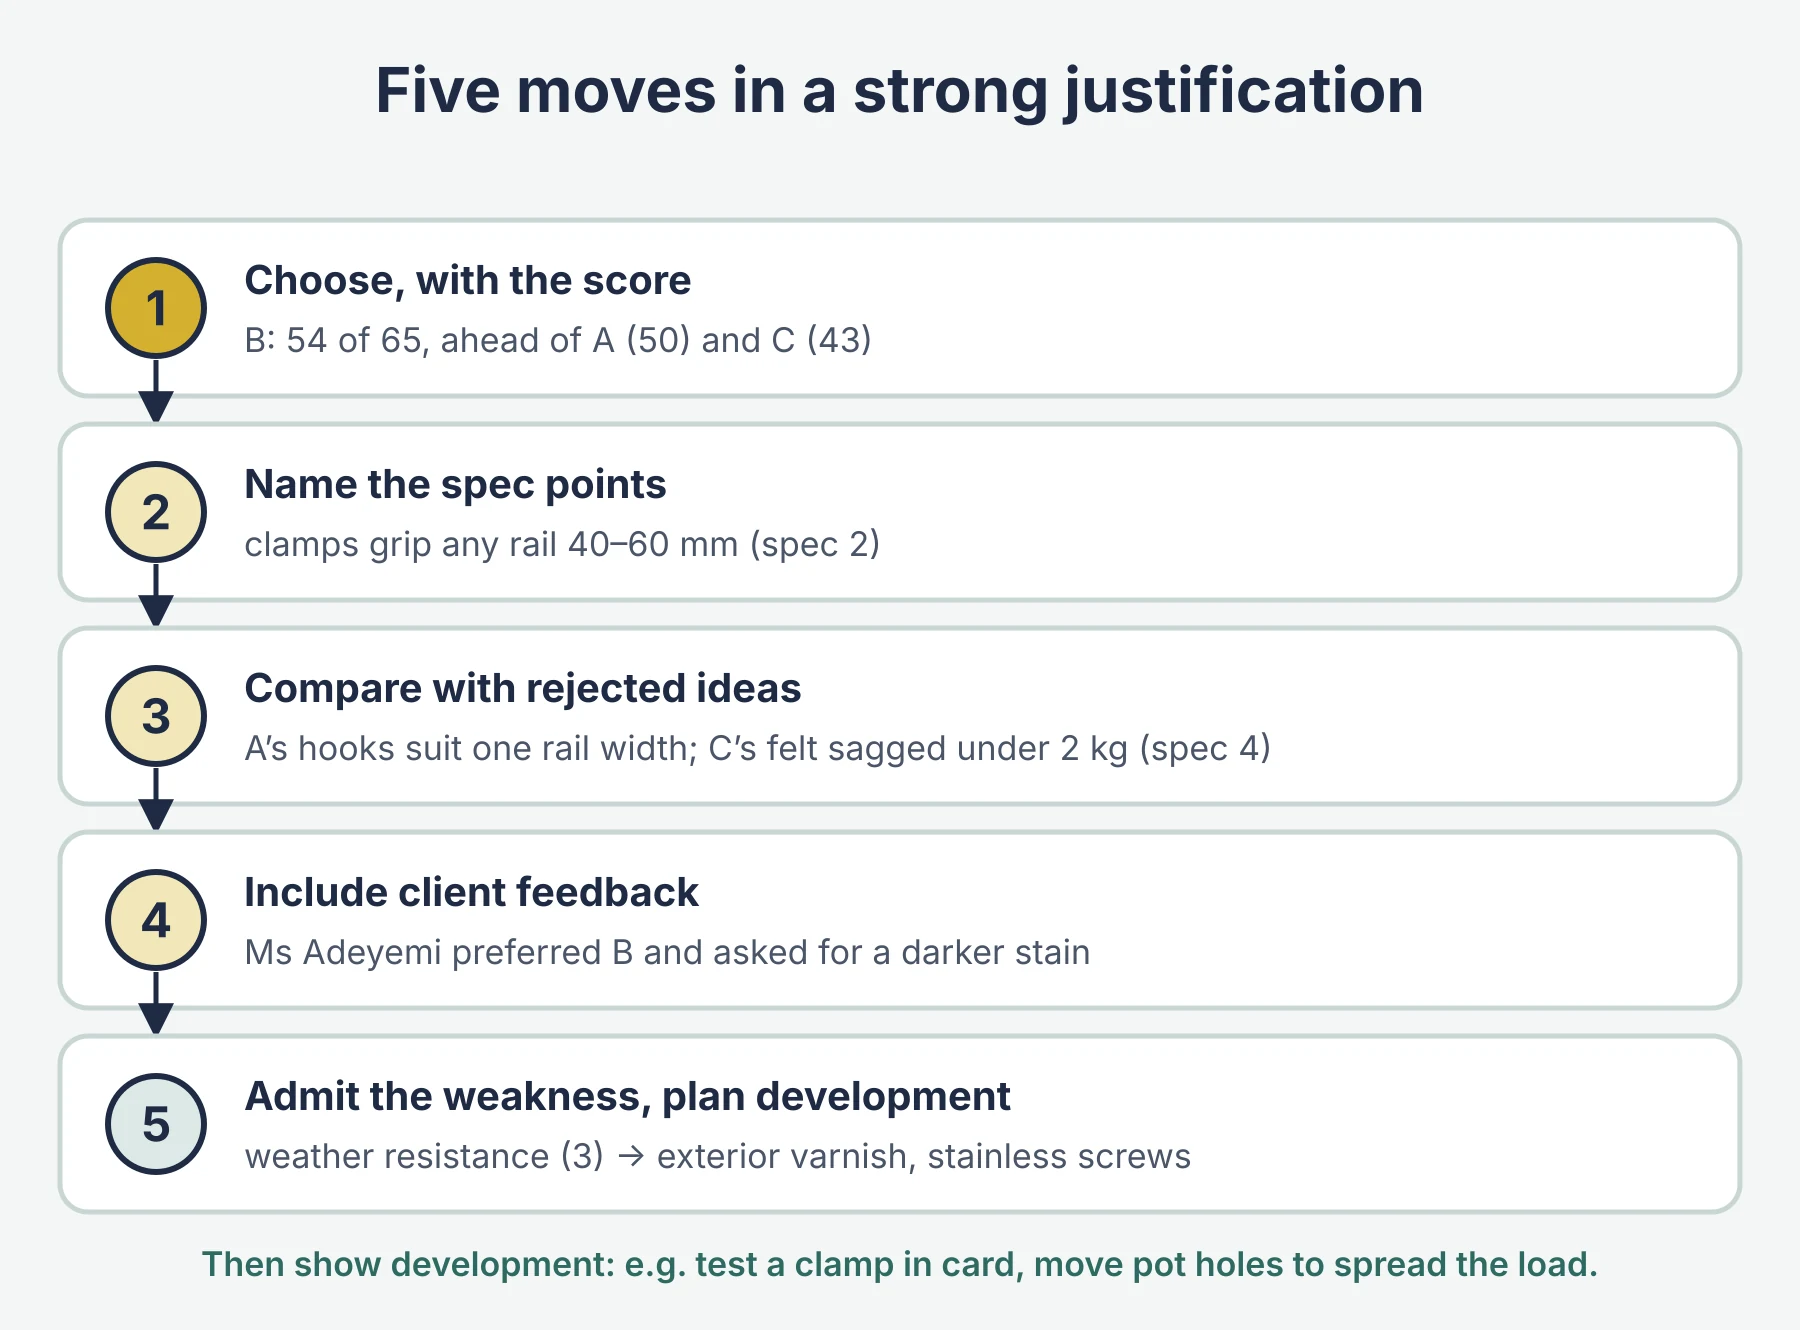 Five moves in a strong justification
1
Choose, with the score
B: 54 of 65, ahead of A (50) and C (43)
2
Name the spec points
clamps grip any rail 40–60 mm (spec 2)
3
Compare with rejected ideas
A’s hooks suit one rail width; C’s felt sagged under 2 kg (spec 4)
4
Include client feedback
Ms Adeyemi preferred B and asked for a darker stain
5
Admit the weakness, plan development
weather resistance (3) → exterior varnish, stainless screws
Then show development: e.g. test a clamp in card, move pot holes to spread the load.